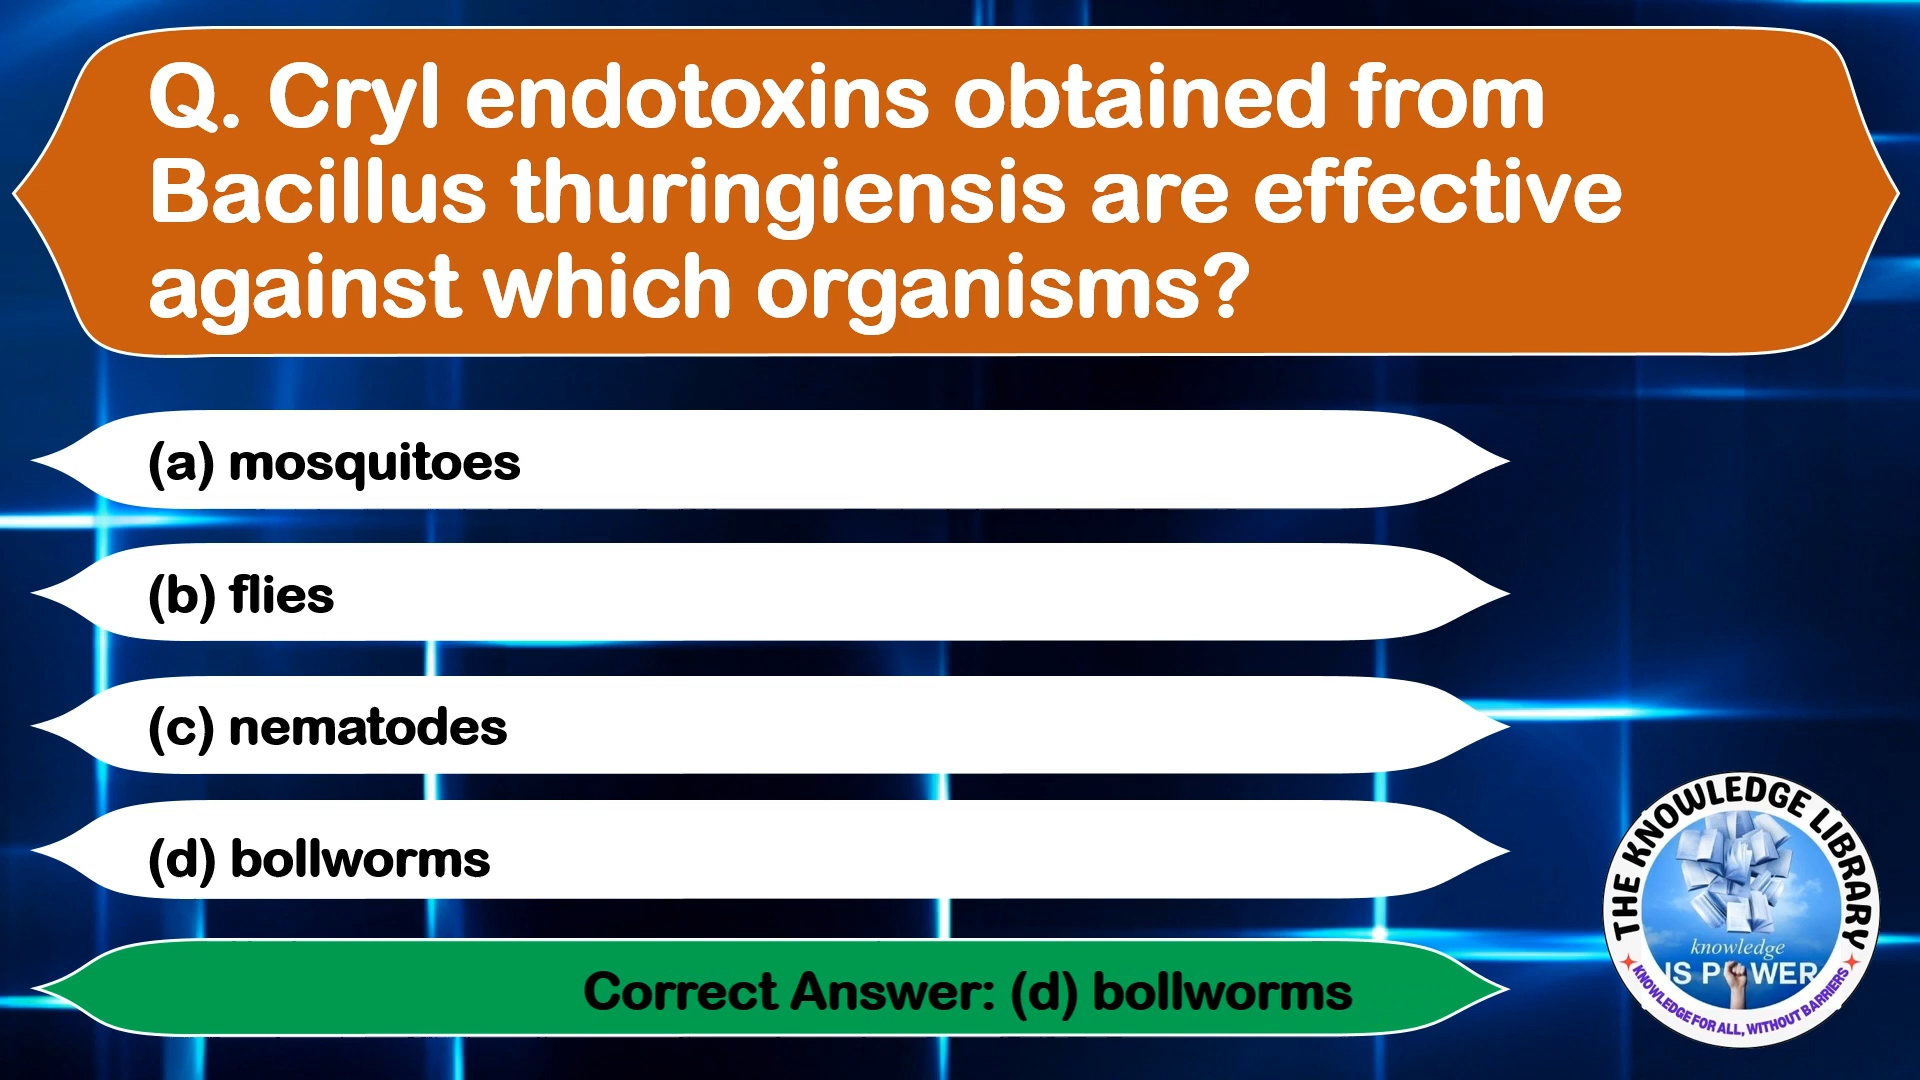 Q. Cryl endotoxins obtained from
Bacillus thuringiensis are effective
against which organisms?
(a) mosquitoes
(b) flies
(c) nematodes
(d) bollworms
Correct Answer: (d) bollworms
THE KNOWLEDGE LIBRARY
knowledge
IS POWER
KNOWLEDGE FOR ALL, WITHOUT BARRIERS